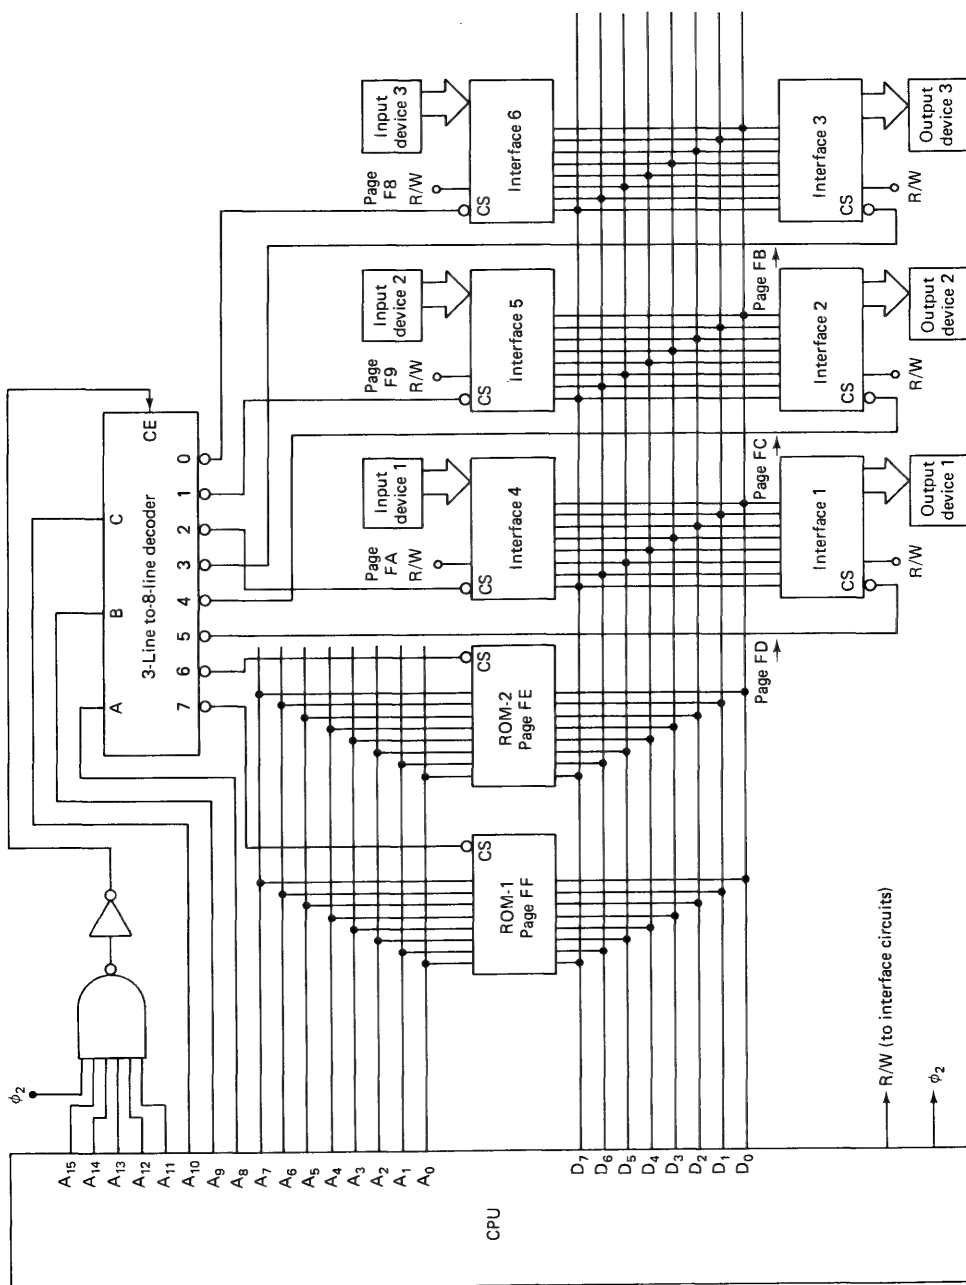 CPU
A15
A14
A13
A12
A11
A10
A9
A8
A7
A6
A5
A4
A3
A2
A1
A0
D7
D6
D5
D4
D3
D2
D1
D0
R/W (to interface circuits)
ϕ2
ϕ2
3-Line to-8-line decoder
A
B
C
CE
7
6
5
4
3
2
1
0
CS
ROM-1
Page FF
CS
ROM-2
Page FE
Input
device 1
Page
FA
R/W
CS
Interface 4
Input
device 2
Page
F9
R/W
CS
Interface 5
Input
device 3
Page
F8
R/W
CS
Interface 6
Page FD
CS
Interface 1
R/W
Output
device 1
Page FC
CS
Interface 2
R/W
Output
device 2
Page FB
CS
Interface 3
R/W
Output
device 3